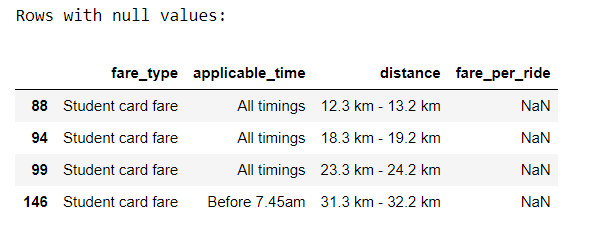 Rows with null values:
fare_type applicable_time distance fare_per_ride
88 Student card fare All timings 12.3 km - 13.2 km NaN
94 Student card fare All timings 18.3 km - 19.2 km NaN
99 Student card fare All timings 23.3 km - 24.2 km NaN
146 Student card fare Before 7.45am 31.3 km - 32.2 km NaN